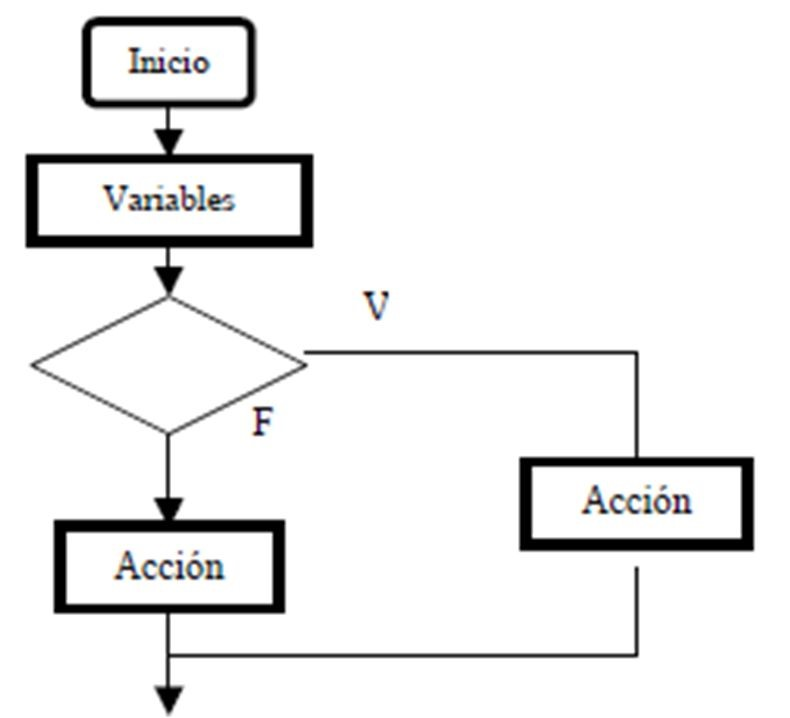 Inicio
Variables
V
F
Acción
Acción